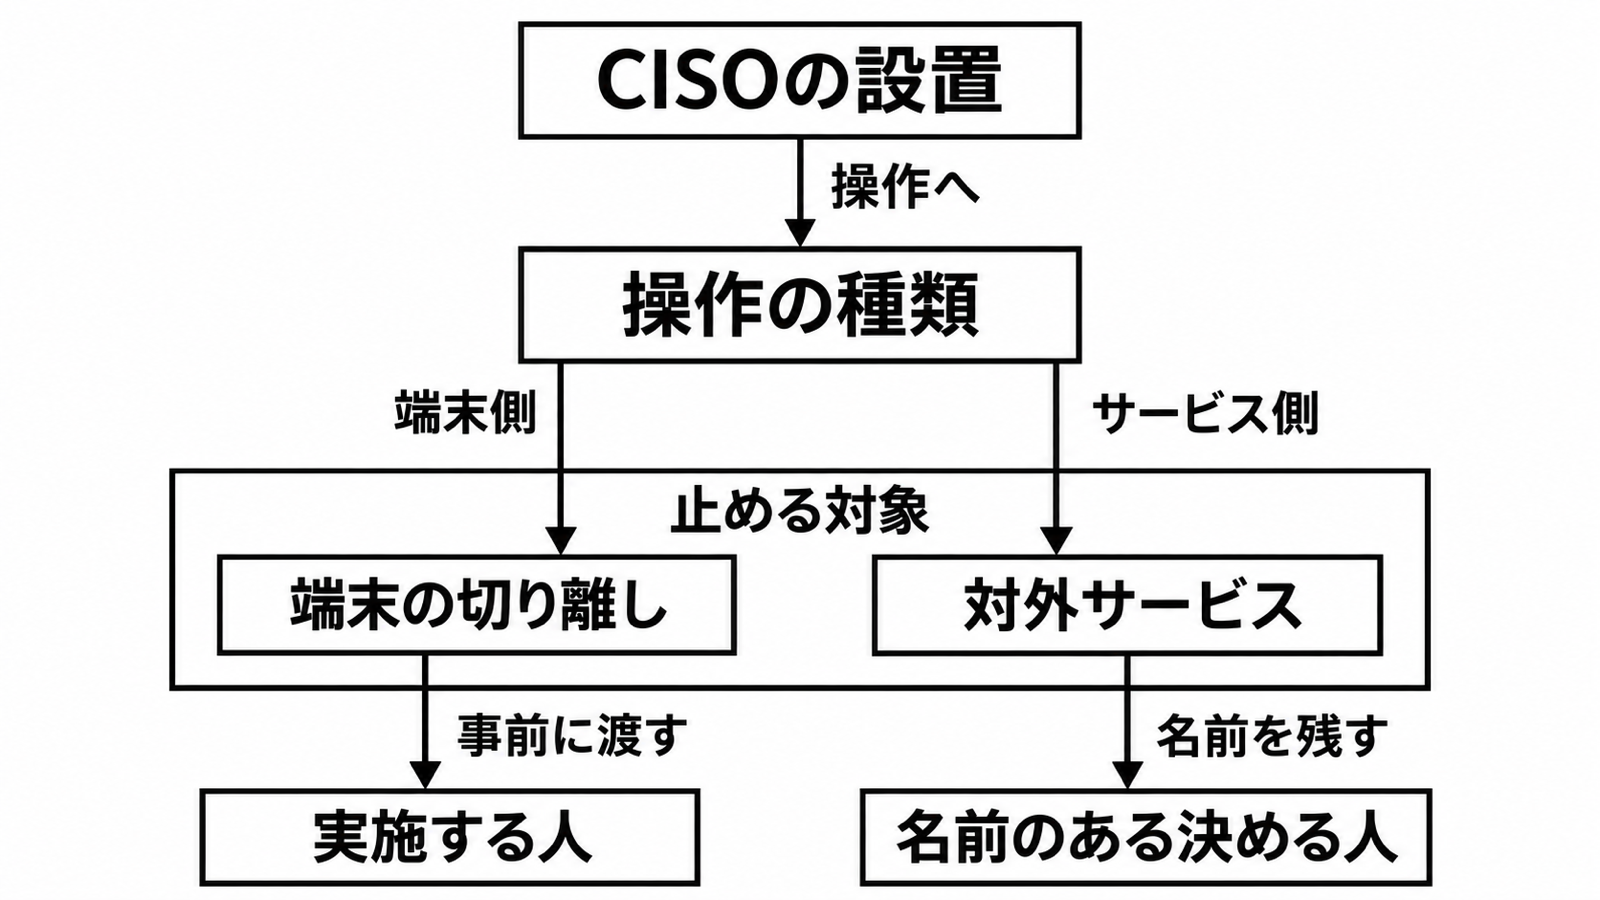 CISOの設置
操作へ
操作の種類
端末側
サービス側
止める対象
端末の切り離し
対外サービス
事前に渡す
名前を残す
実施する人
名前のある決める人